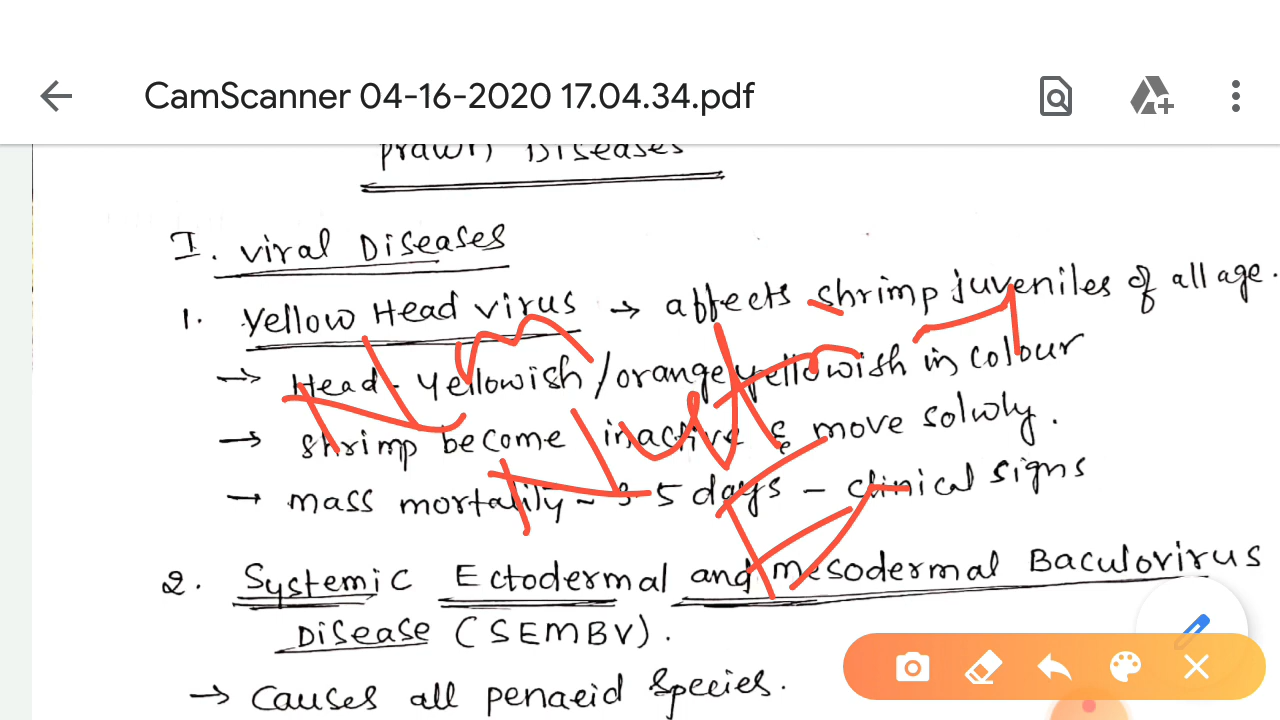 CamScanner 04-16-2020 17.04.34.pdf
Prawn Diseases
I. Viral Diseases
1. Yellow Head virus → affects shrimp juveniles of all age.
→ Head - yellowish / orange yellowish in colour
→ shrimp become inactive & move solwly.
→ mass mortality - 3-5 days - clinical signs
2. Systemic Ectodermal and Mesodermal Baculovirus
Disease (SEMBV).
→ causes all penaeid species.